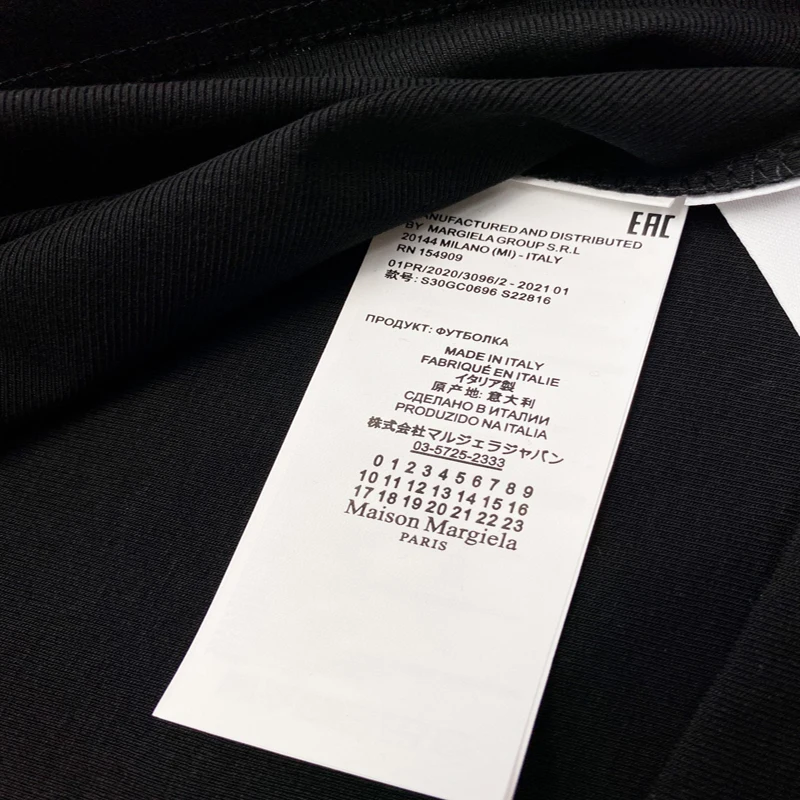 MANUFACTURED AND DISTRIBUTED
BY MARGIELA GROUP S.R.L
20144 MILANO (MI) - ITALY
RN 154909
EAC
01PR/2020/3096/2 - 2021 01
款号: S30GC0696 S22816
ПРОДУКТ: ФУТБОЛКА
MADE IN ITALY
FABRIQUÉ EN ITALIE
イタリア製
原产地: 意大利
СДЕЛАНО В ИТАЛИИ
PRODUZIDO NA ITALIA
株式会社マルジェラジャパン
03-5725-2333
0 1 2 3 4 5 6 7 8 9
10 11 12 13 14 15 16
17 18 19 20 21 22 23
Maison Margiela
PARIS